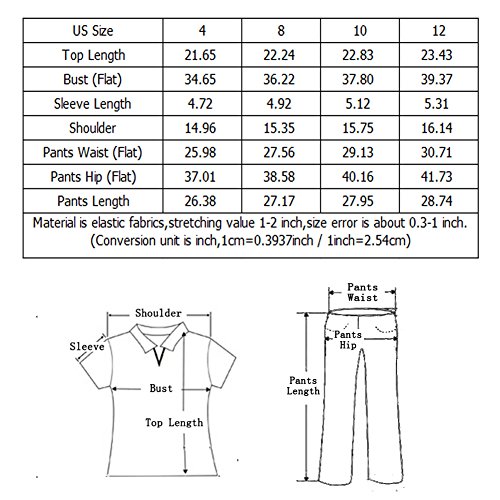 US Size 4 8 10 12
Top Length 21.65 22.24 22.83 23.43
Bust (Flat) 34.65 36.22 37.80 39.37
Sleeve Length 4.72 4.92 5.12 5.31
Shoulder 14.96 15.35 15.75 16.14
Pants Waist (Flat) 25.98 27.56 29.13 30.71
Pants Hip (Flat) 37.01 38.58 40.16 41.73
Pants Length 26.38 27.17 27.95 28.74
Material is elastic fabrics,stretching value 1-2 inch,size error is about 0.3-1 inch.
(Conversion unit is inch,1cm=0.3937inch / 1inch=2.54cm)
Shoulder
Sleeve
Bust
Top Length
Pants
Waist
Pants
Hip
Pants
Length